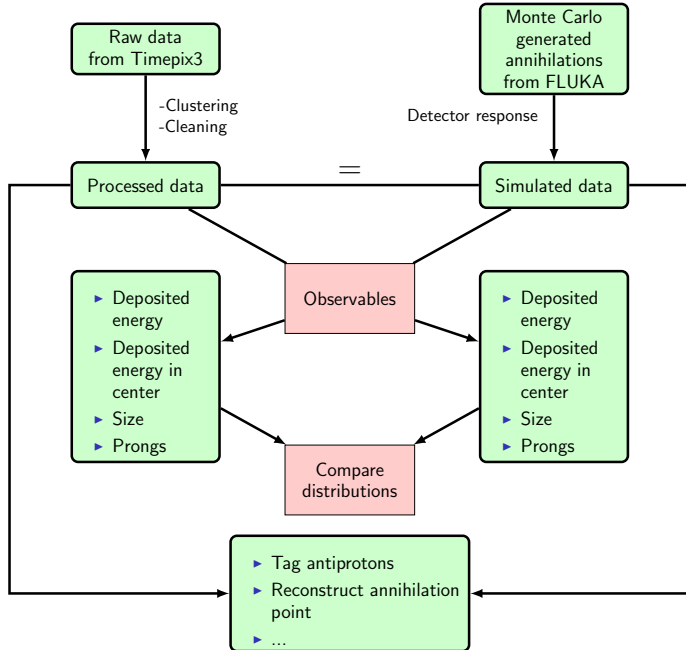 Raw data
from Timepix3
Monte Carlo
generated
annihilations
from FLUKA
-Clustering
-Cleaning
Detector response
Processed data
=
Simulated data
Observables
► Deposited
energy
► Deposited
energy in
center
► Size
► Prongs
► Deposited
energy
► Deposited
energy in
center
► Size
► Prongs
Compare
distributions
► Tag antiprotons
► Reconstruct annihilation
point
► ...